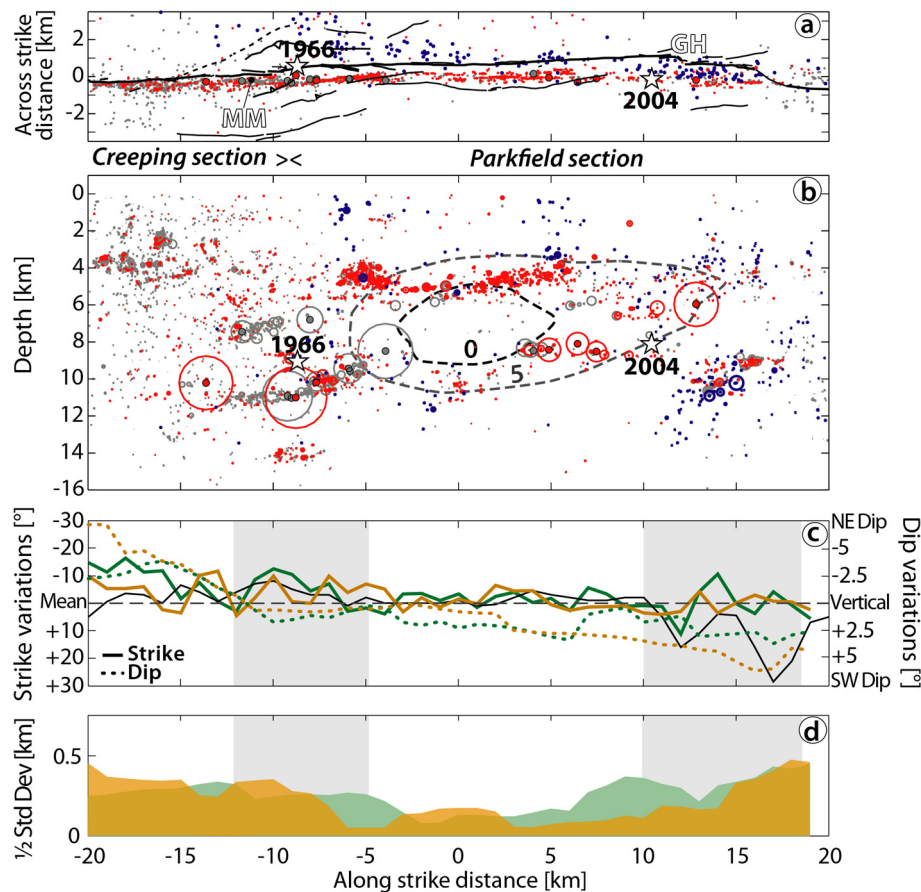 ⓐ
Across strike
distance [km]
2
0
-2
1966
GH
MM
2004
Creeping section ><
Parkfield section
ⓑ
Depth [km]
0
2
4
6
8
10
12
14
16
1966
0
5
2004
ⓒ
Strike variations [°]
-30
-20
-10
Mean
+10
+20
+30
Strike
Dip
NE Dip
-5
-2.5
Vertical
+2.5
+5
SW Dip
Dip variations [°]
ⓓ
½ Std Dev [km]
0.5
0
-20
-15
-10
-5
0
5
10
15
20
Along strike distance [km]